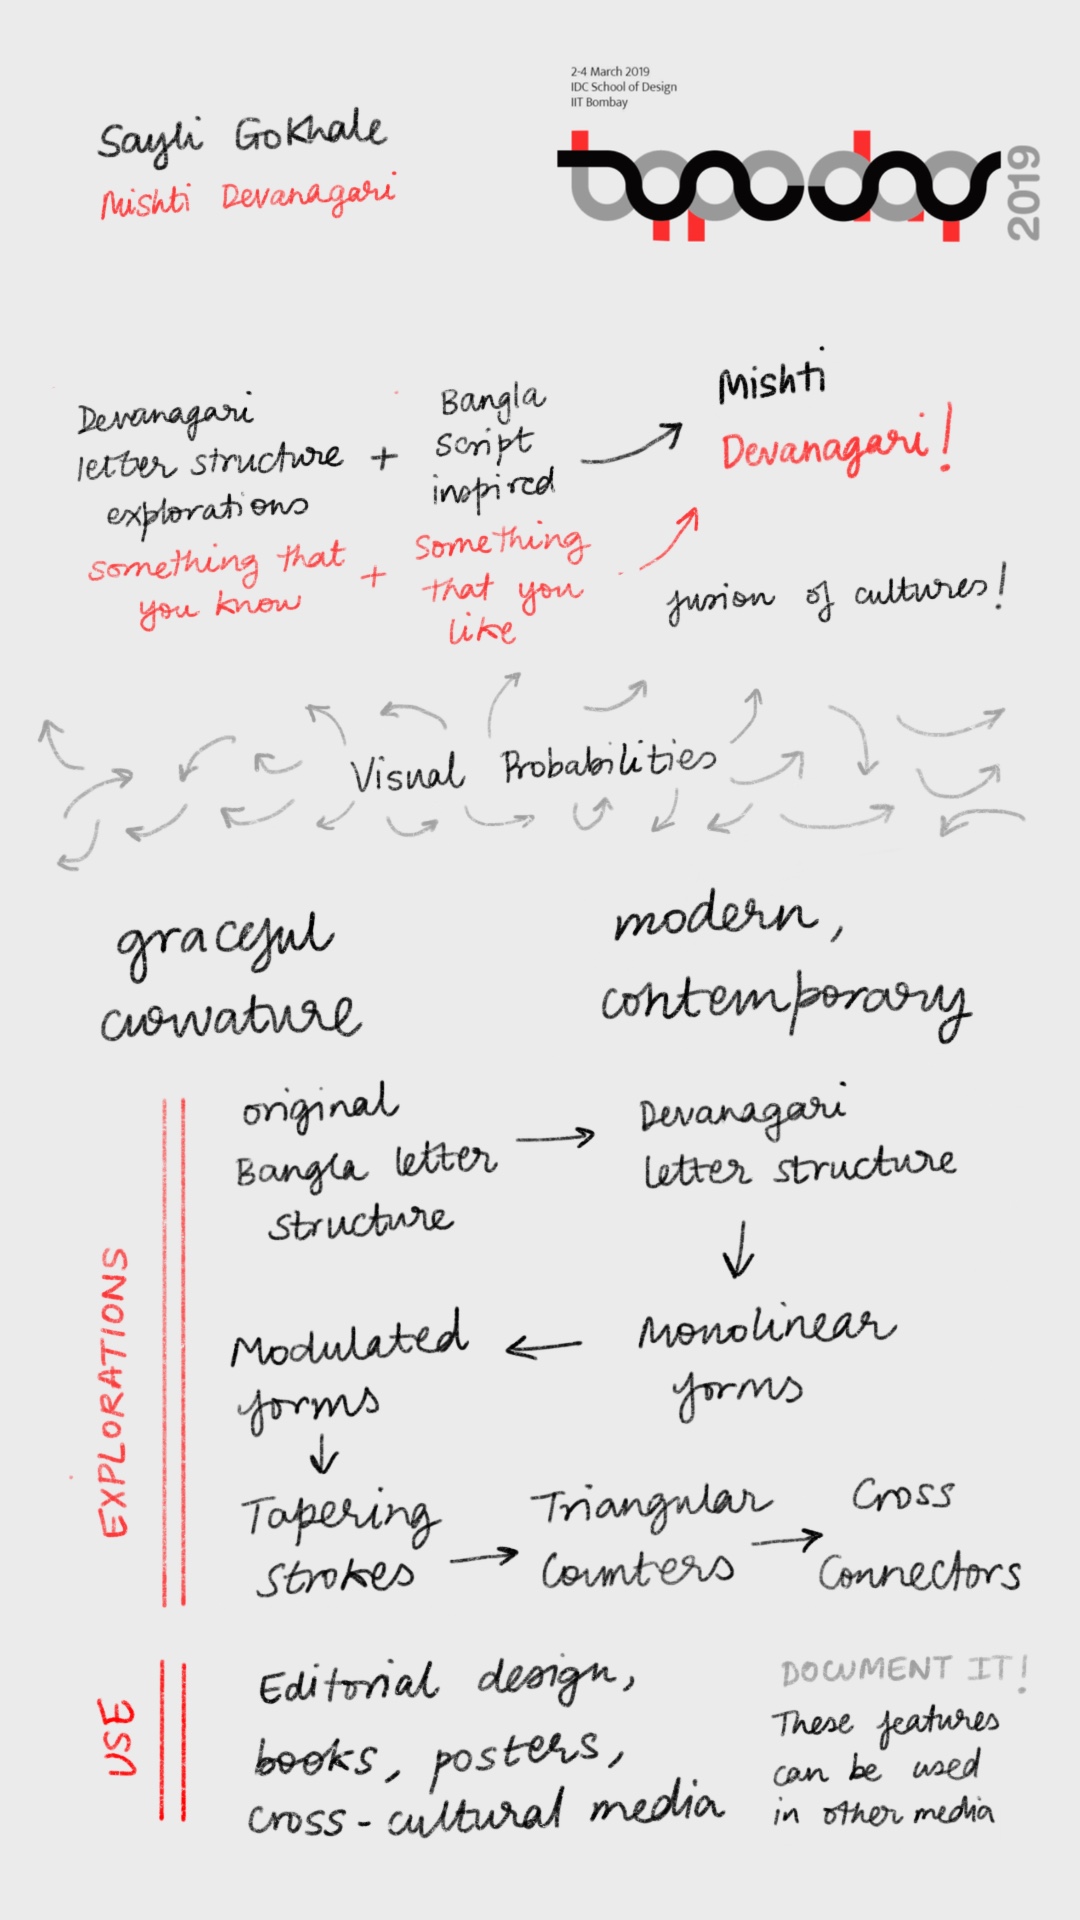 2-4 March 2019
IDC School of Design
IIT Bombay
typoday
2019
Sayli Gokhale
Mishti Devanagari
Devanagari
letter structure
explorations
+
Bangla
script
inspired
Mishti
Devanagari!
something that
you know
+
something
that you
like
fusion of cultures!
Visual Probabilities
graceful
curvature
modern,
contemporary
EXPLORATIONS
original
Bangla letter
structure
Devanagari
letter structure
Monolinear
forms
Modulated
forms
Tapering
strokes
Triangular
Counters
Cross
Connectors
USE
Editorial design,
books, posters,
cross-cultural media
DOCUMENT IT!
These features
can be used
in other media